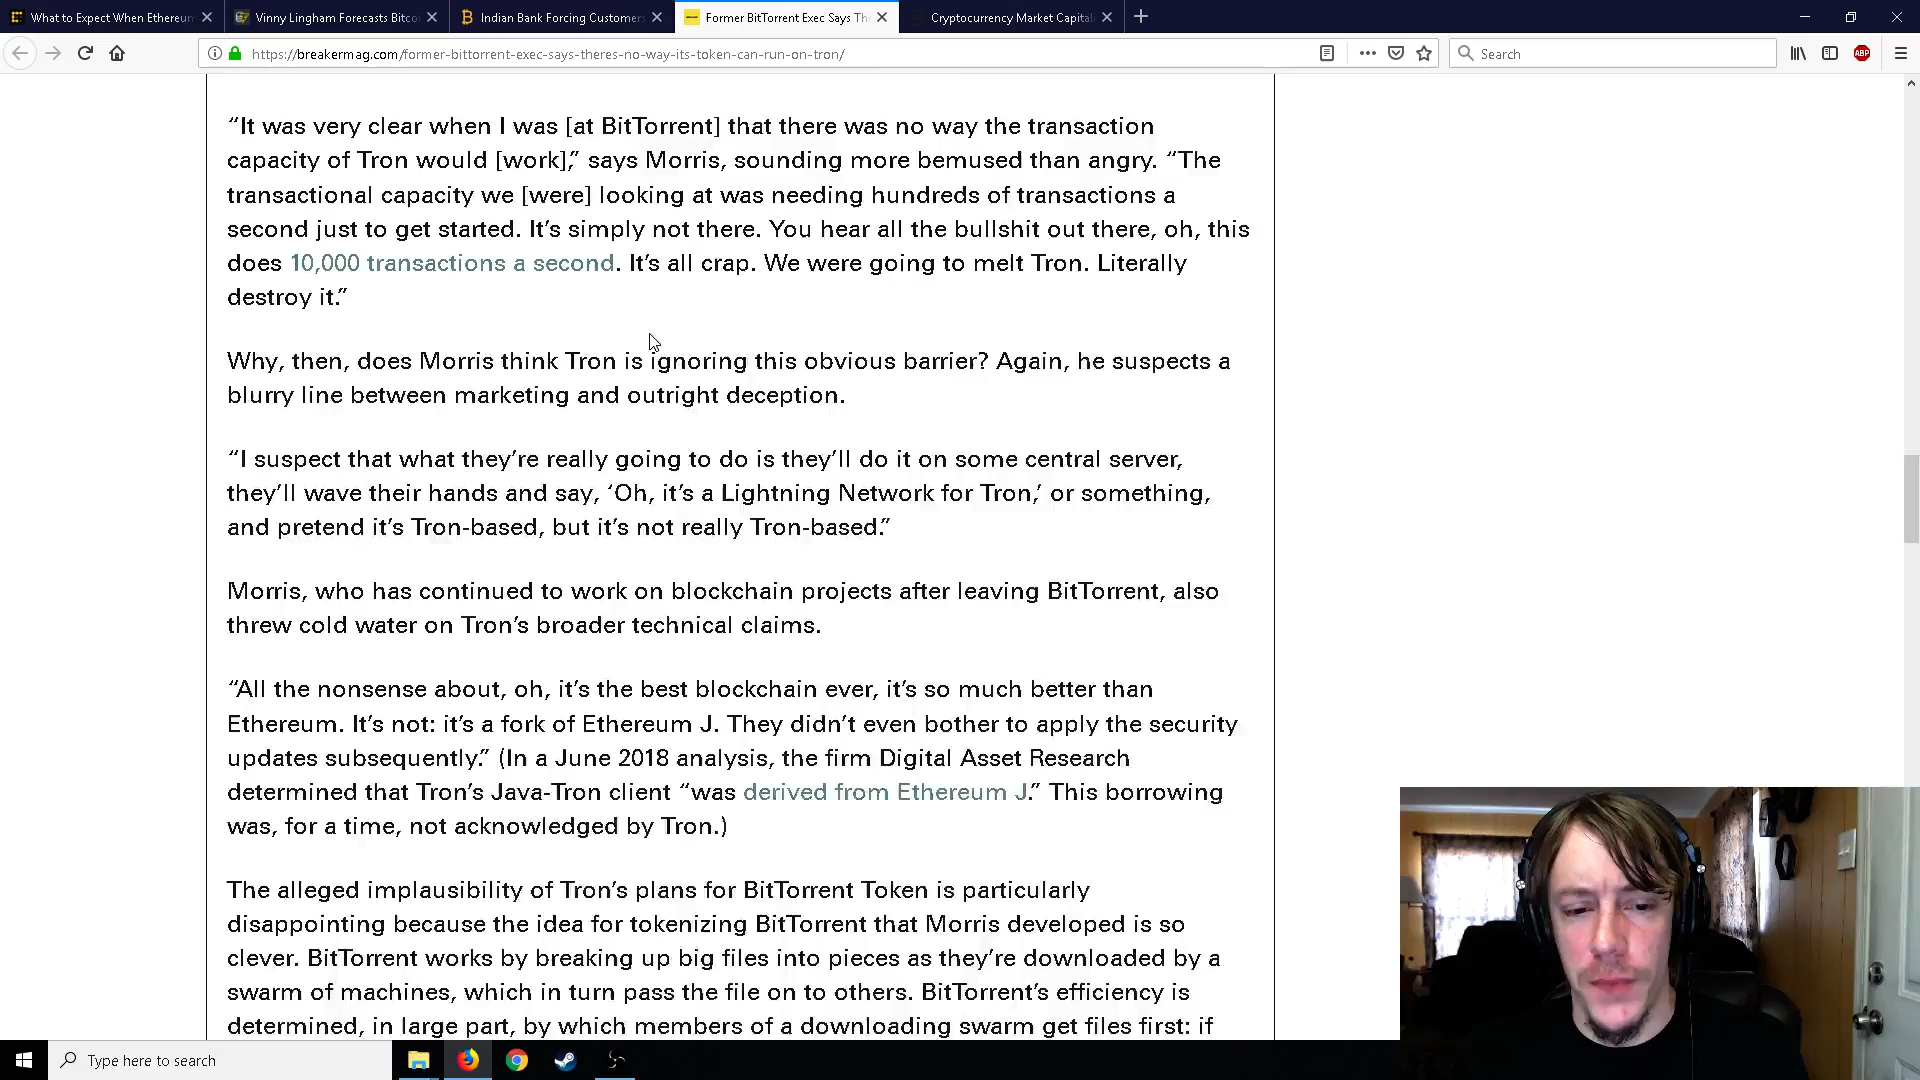 What to Expect When Ethereum
Vinny Lingham Forecasts Bitco
Indian Bank Forcing Customers
Former BitTorrent Exec Says The
Cryptocurrency Market Capital
https://breakermag.com/former-bittorrent-exec-says-theres-no-way-its-token-can-run-on-tron/
Search
ABP
“It was very clear when I was [at BitTorrent] that there was no way the transaction
capacity of Tron would [work],” says Morris, sounding more bemused than angry. “The
transactional capacity we [were] looking at was needing hundreds of transactions a
second just to get started. It’s simply not there. You hear all the bullshit out there, oh, this
does 10,000 transactions a second. It’s all crap. We were going to melt Tron. Literally
destroy it.”
Why, then, does Morris think Tron is ignoring this obvious barrier? Again, he suspects a
blurry line between marketing and outright deception.
“I suspect that what they’re really going to do is they’ll do it on some central server,
they’ll wave their hands and say, ‘Oh, it’s a Lightning Network for Tron,’ or something,
and pretend it’s Tron-based, but it’s not really Tron-based.”
Morris, who has continued to work on blockchain projects after leaving BitTorrent, also
threw cold water on Tron’s broader technical claims.
“All the nonsense about, oh, it’s the best blockchain ever, it’s so much better than
Ethereum. It’s not: it’s a fork of Ethereum J. They didn’t even bother to apply the security
updates subsequently.” (In a June 2018 analysis, the firm Digital Asset Research
determined that Tron’s Java-Tron client “was derived from Ethereum J.” This borrowing
was, for a time, not acknowledged by Tron.)
The alleged implausibility of Tron’s plans for BitTorrent Token is particularly
disappointing because the idea for tokenizing BitTorrent that Morris developed is so
clever. BitTorrent works by breaking up big files into pieces as they’re downloaded by a
swarm of machines, which in turn pass the file on to others. BitTorrent’s efficiency is
determined, in large part, by which members of a downloading swarm get files first: if
Type here to search